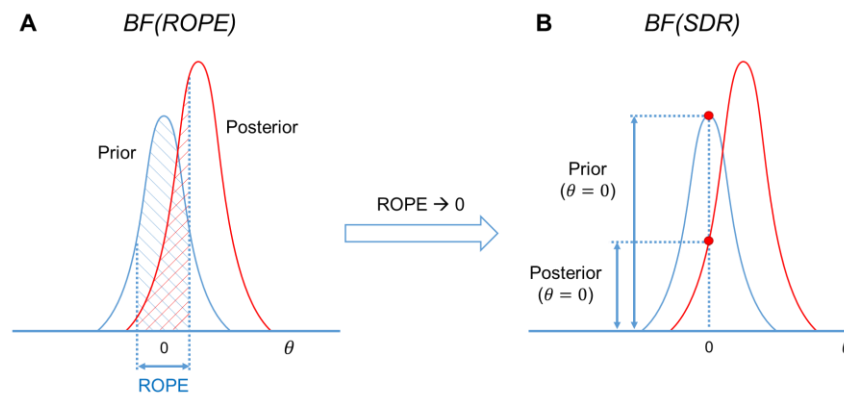 A
BF(ROPE)
Prior
Posterior
0
θ
ROPE
ROPE → 0
B
BF(SDR)
Prior
(θ = 0)
Posterior
(θ = 0)
0